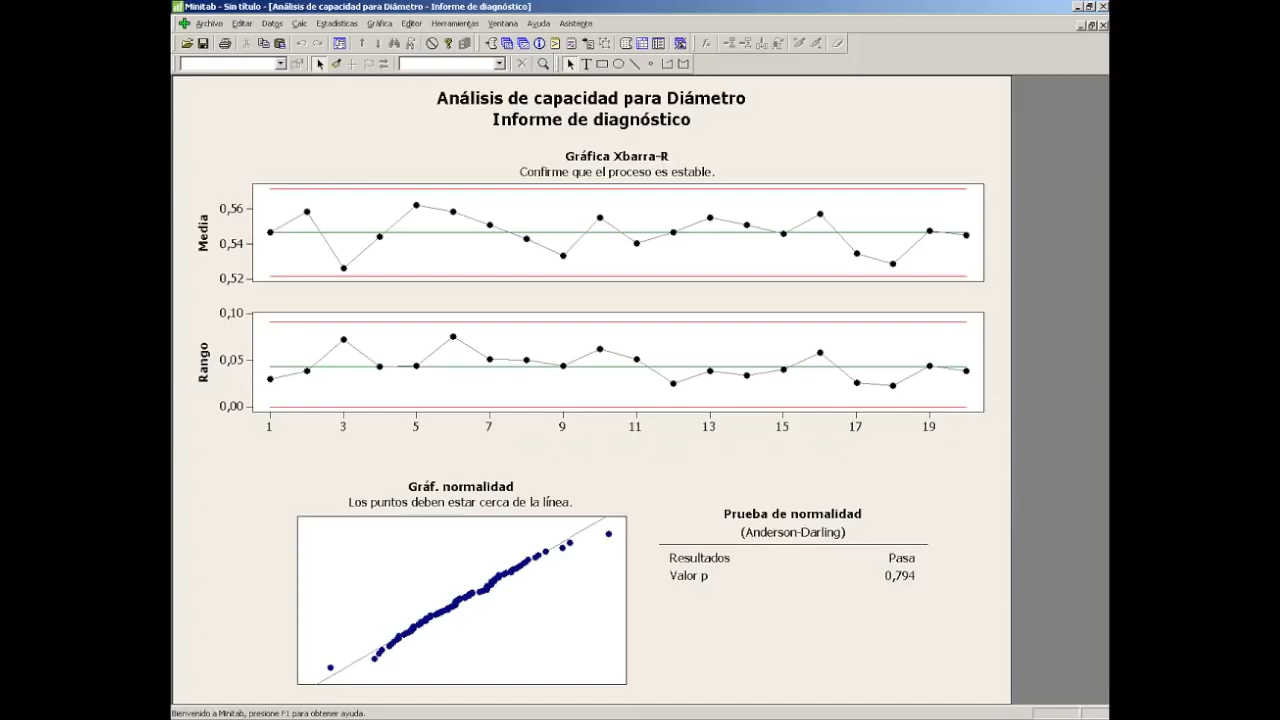 Minitab - Sin título - [Análisis de capacidad para Diámetro - Informe de diagnóstico]
Archivo Editar Datos Calc Estadísticas Gráfica Editor Herramientas Ventana Ayuda Asistente
Análisis de capacidad para Diámetro
Informe de diagnóstico
Gráfica Xbarra-R
Confirme que el proceso es estable.
Media
0,56
0,54
0,52
Rango
0,10
0,05
0,00
1 3 5 7 9 11 13 15 17 19
Gráf. normalidad
Los puntos deben estar cerca de la línea.
Prueba de normalidad
(Anderson-Darling)
Resultados Pasa
Valor p 0,794
Bienvenido a Minitab, presione F1 para obtener ayuda.